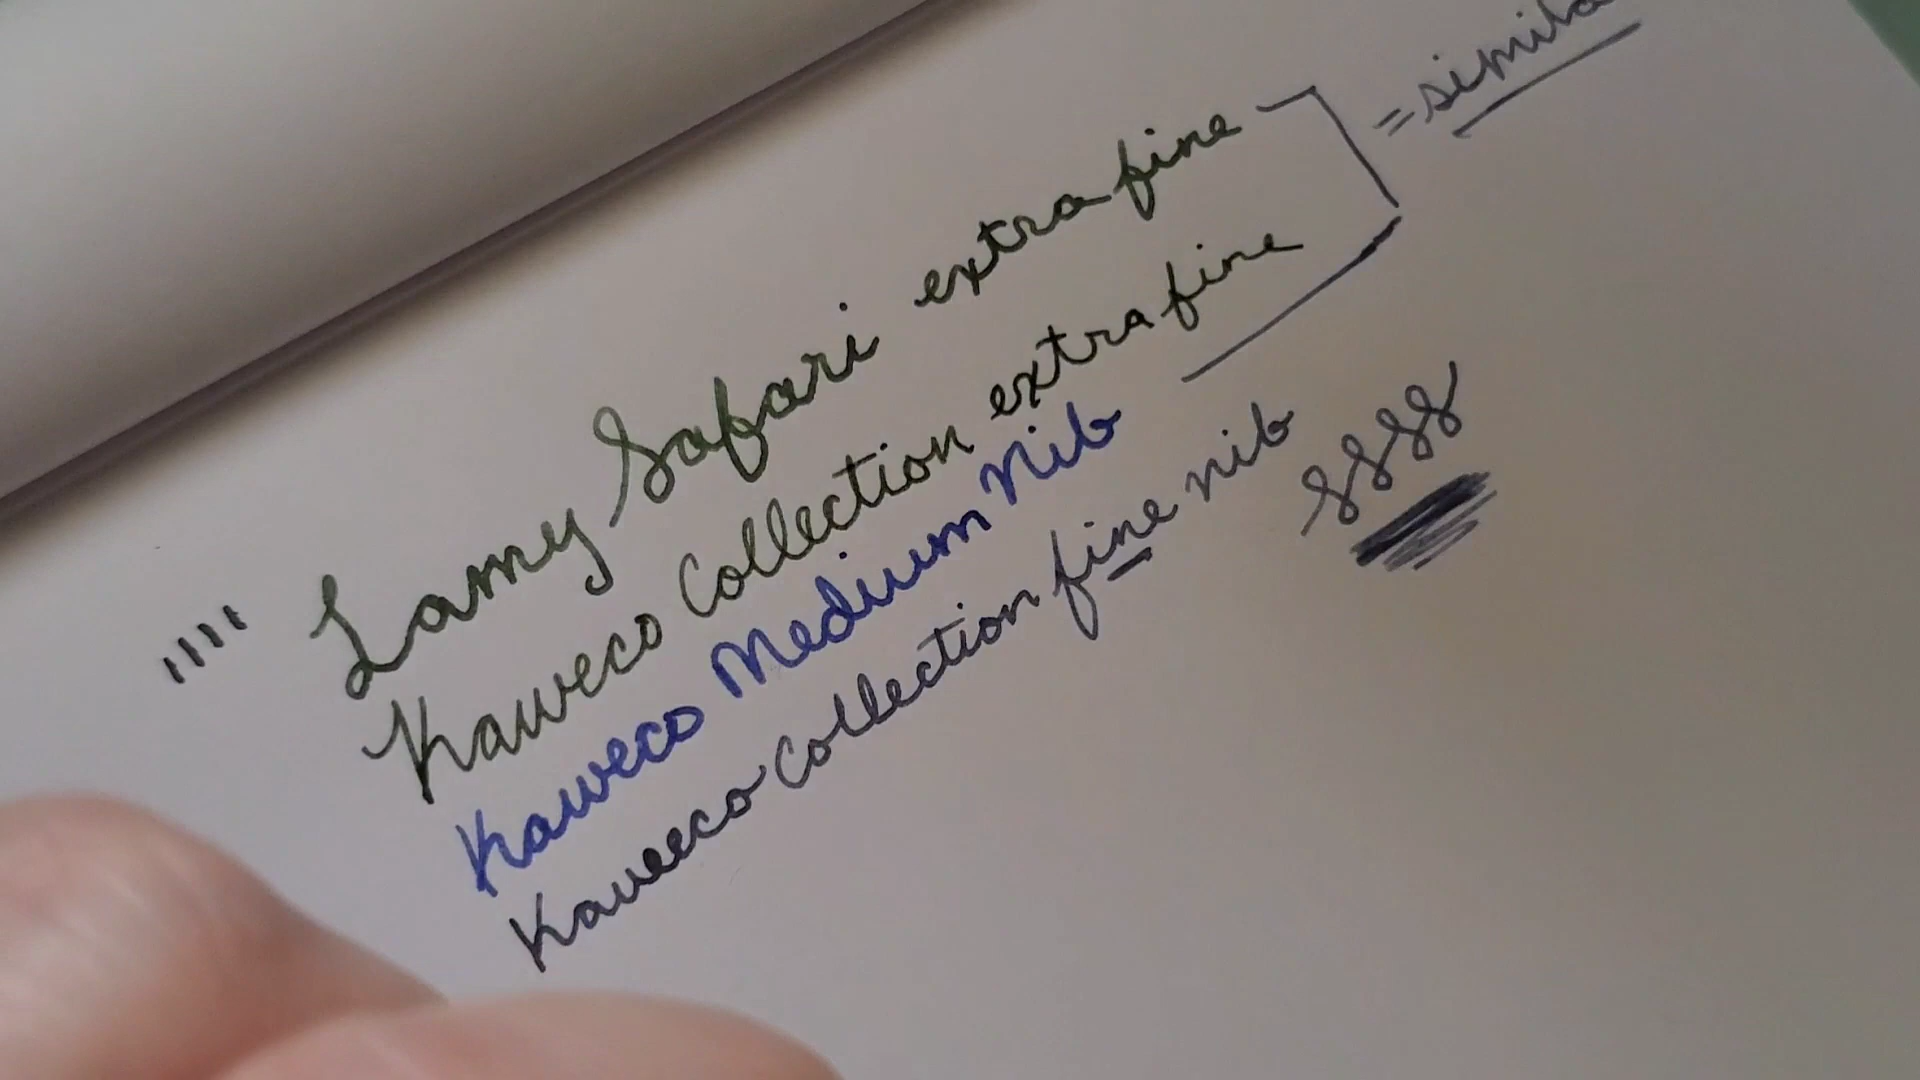 Lamy Safari extra fine
Kaweco Collection extra fine
Kaweco Medium Nib
Kaweco Collection fine nib